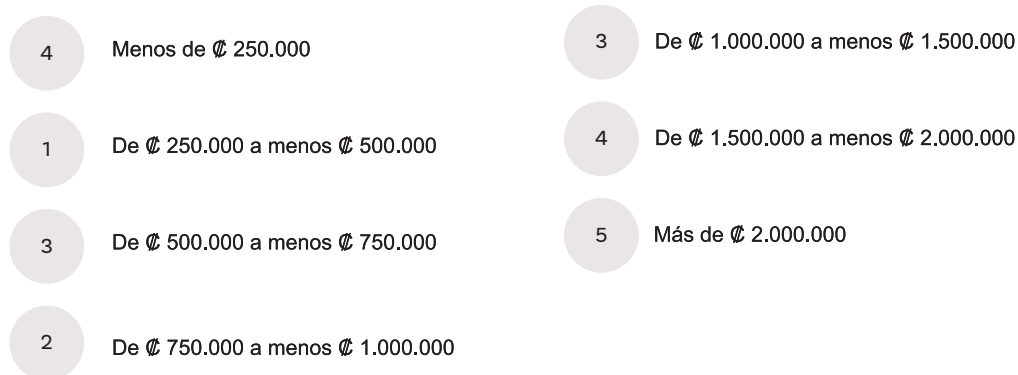 4 Menos de ₡ 250.000
1 De ₡ 250.000 a menos ₡ 500.000
3 De ₡ 500.000 a menos ₡ 750.000
2 De ₡ 750.000 a menos ₡ 1.000.000
3 De ₡ 1.000.000 a menos ₡ 1.500.000
4 De ₡ 1.500.000 a menos ₡ 2.000.000
5 Más de ₡ 2.000.000